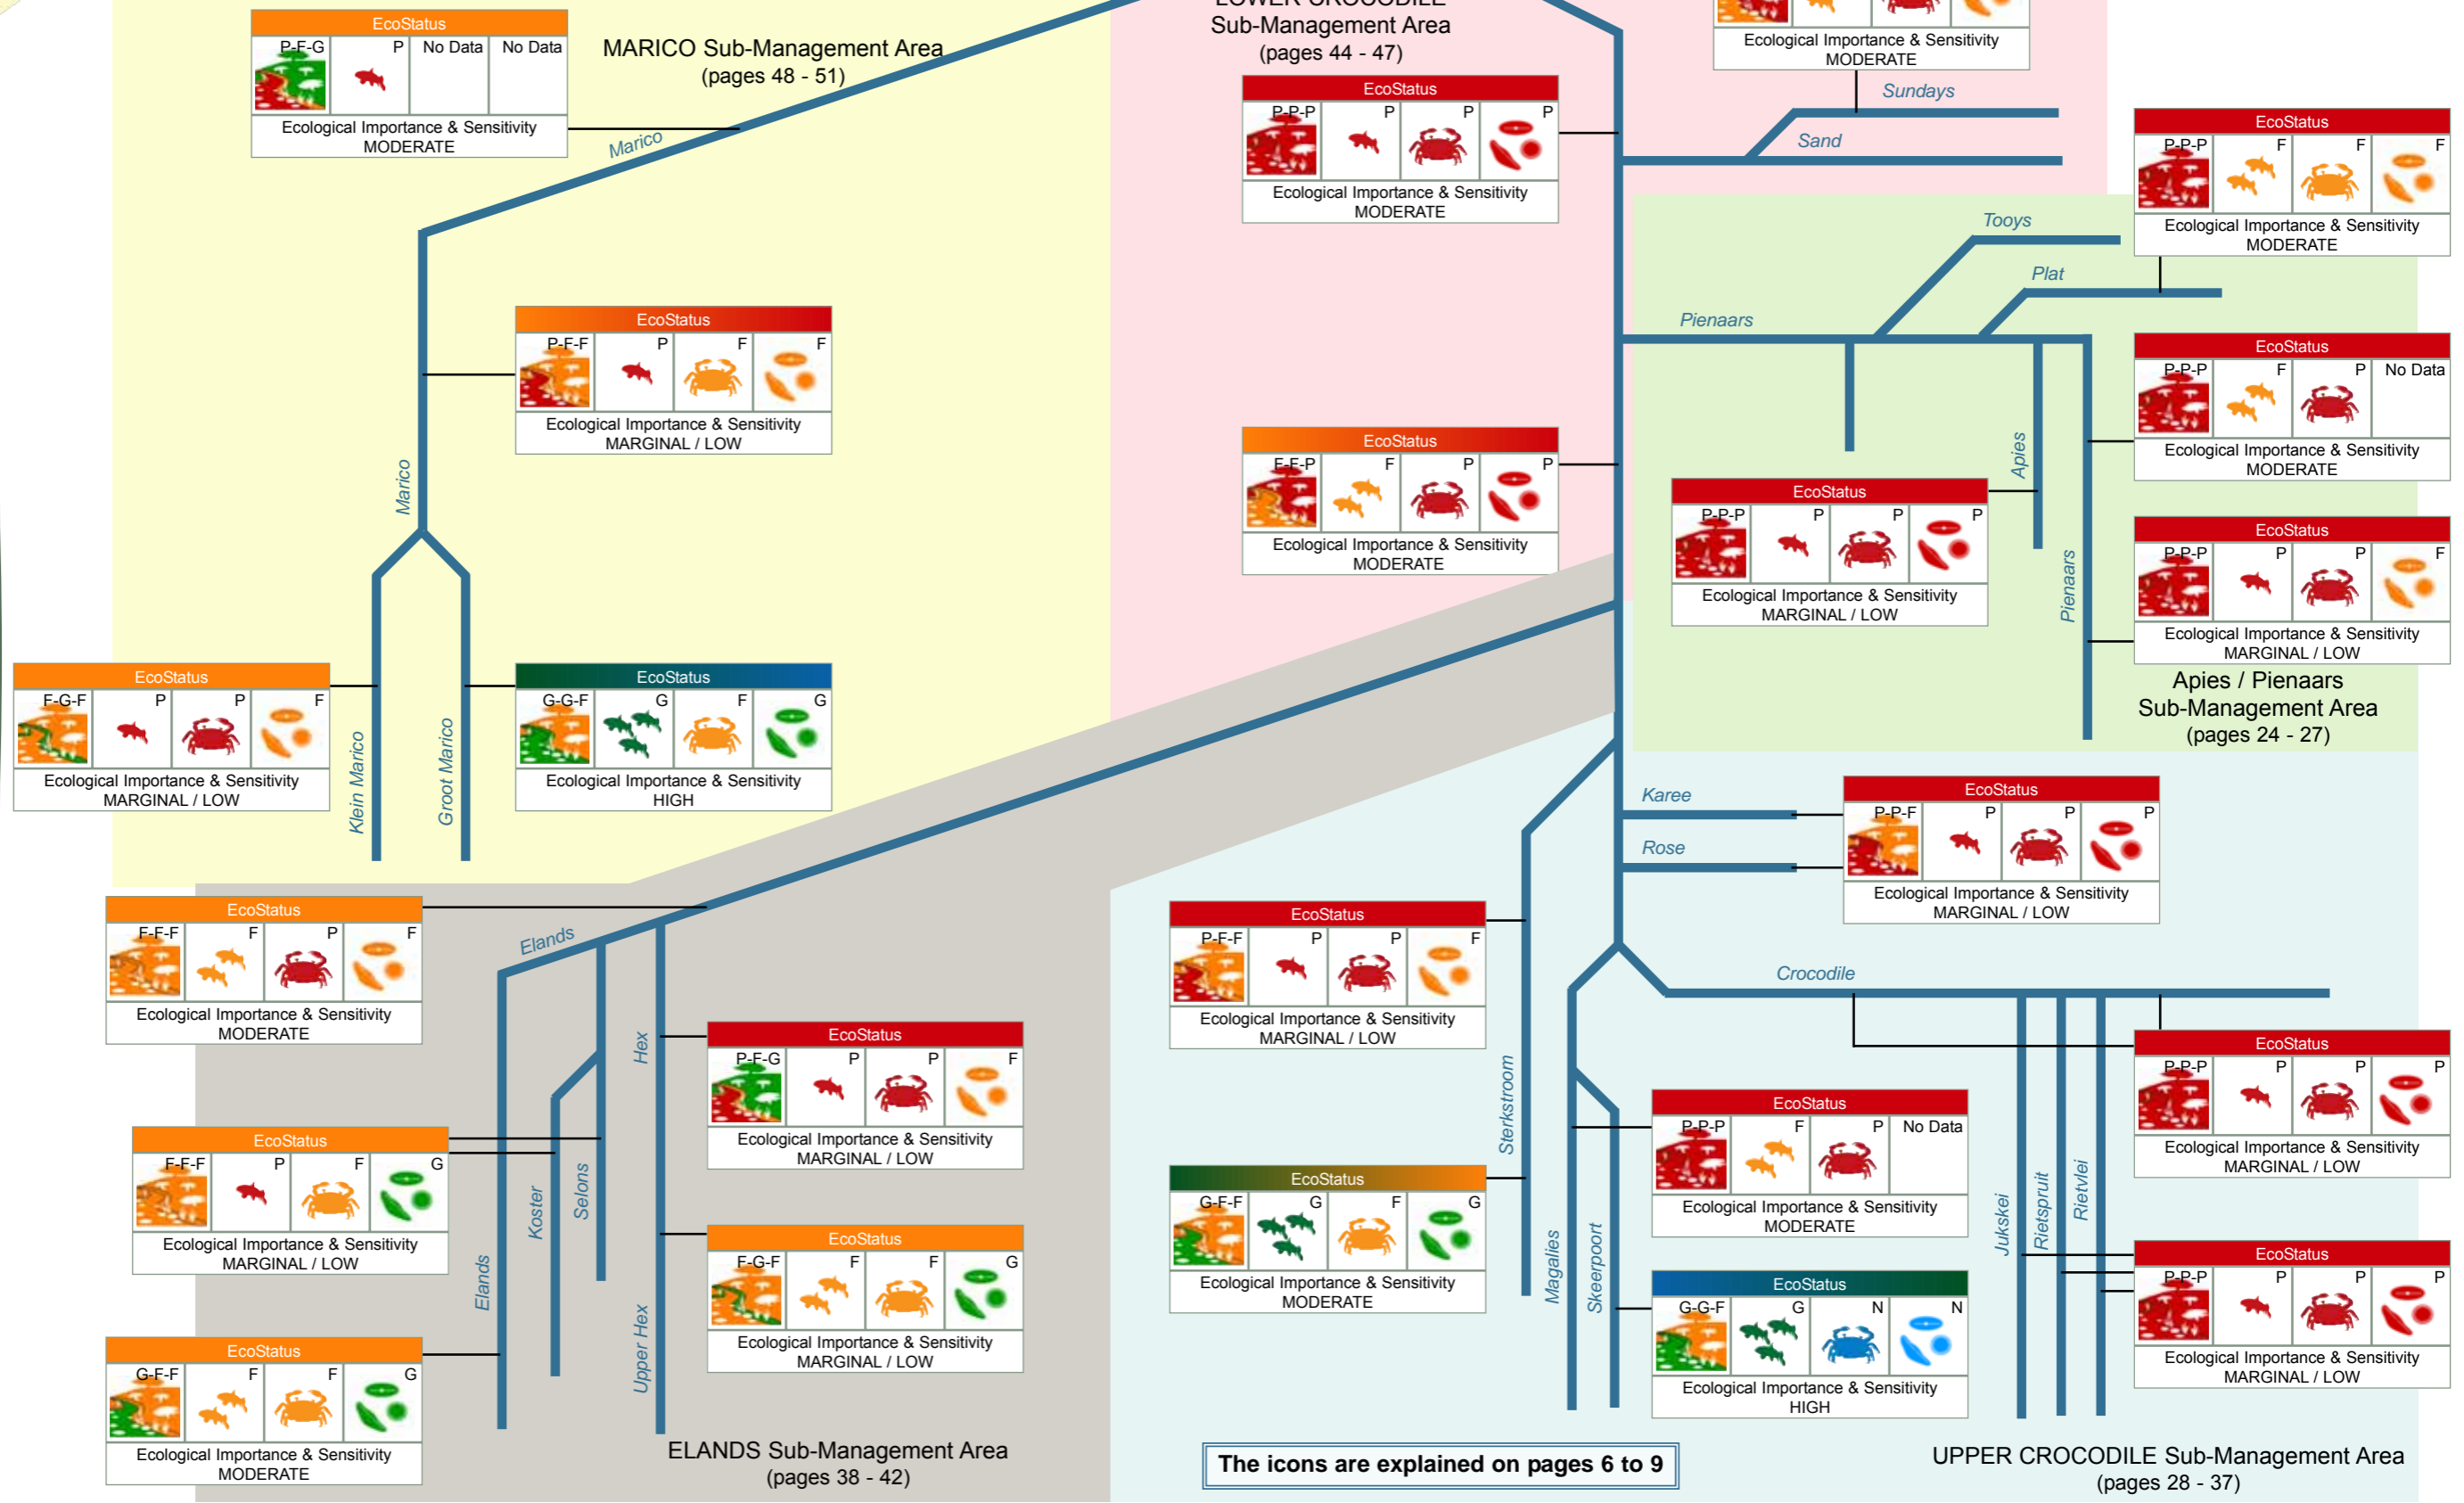 LOWER CROCODILE
Sub-Management Area
(pages 44 - 47)
Ecological Importance & Sensitivity
MODERATE
EcoStatus
P-F-G P No Data No Data
Ecological Importance & Sensitivity
MODERATE
MARICO Sub-Management Area
(pages 48 - 51)
Marico
EcoStatus
P-P-P P P P
Ecological Importance & Sensitivity
MODERATE
Sundays
Sand
EcoStatus
P-P-P F F F
Ecological Importance & Sensitivity
MODERATE
Tooys
Plat
Pienaars
EcoStatus
P-F-F P F F
Ecological Importance & Sensitivity
MARGINAL / LOW
Marico
EcoStatus
F-F-P F P P
Ecological Importance & Sensitivity
MODERATE
EcoStatus
P-P-P F P No Data
Ecological Importance & Sensitivity
MODERATE
Apies
EcoStatus
P-P-P P P P
Ecological Importance & Sensitivity
MARGINAL / LOW
Pienaars
EcoStatus
P-P-P P P F
Ecological Importance & Sensitivity
MARGINAL / LOW
Apies / Pienaars
Sub-Management Area
(pages 24 - 27)
EcoStatus
F-G-F P P F
Ecological Importance & Sensitivity
MARGINAL / LOW
Klein Marico
Groot Marico
EcoStatus
G-G-F G F G
Ecological Importance & Sensitivity
HIGH
Karee
Rose
EcoStatus
P-P-F P P P
Ecological Importance & Sensitivity
MARGINAL / LOW
EcoStatus
F-F-F F P F
Ecological Importance & Sensitivity
MODERATE
Elands
EcoStatus
P-F-F P P F
Ecological Importance & Sensitivity
MARGINAL / LOW
Crocodile
Hex
EcoStatus
P-F-G P P F
Ecological Importance & Sensitivity
MARGINAL / LOW
Sterkstroom
EcoStatus
P-P-P P P P
Ecological Importance & Sensitivity
MARGINAL / LOW
EcoStatus
F-F-F P F G
Ecological Importance & Sensitivity
MARGINAL / LOW
Koster
Selons
EcoStatus
P-P-P F P No Data
Ecological Importance & Sensitivity
MODERATE
EcoStatus
G-F-F G F G
Ecological Importance & Sensitivity
MODERATE
Jukskei
Rietspruit
Rietvlei
Elands
Upper Hex
EcoStatus
F-G-F F F G
Ecological Importance & Sensitivity
MARGINAL / LOW
Magalies
Skeerpoort
EcoStatus
G-G-F G N N
Ecological Importance & Sensitivity
HIGH
EcoStatus
P-P-P P P P
Ecological Importance & Sensitivity
MARGINAL / LOW
EcoStatus
G-F-F F F G
Ecological Importance & Sensitivity
MODERATE
ELANDS Sub-Management Area
(pages 38 - 42)
The icons are explained on pages 6 to 9
UPPER CROCODILE Sub-Management Area
(pages 28 - 37)